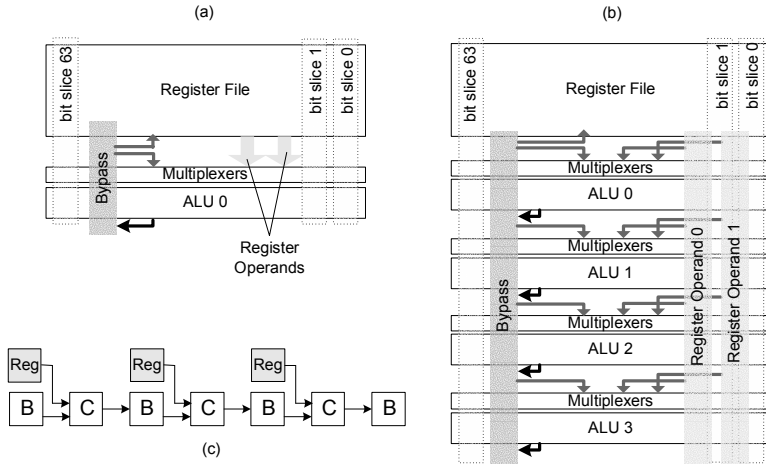 (a)
bit slice 63
bit slice 1
bit slice 0
Register File
Bypass
Multiplexers
ALU 0
Register
Operands
(b)
bit slice 63
bit slice 1
bit slice 0
Register File
Bypass
Multiplexers
ALU 0
Multiplexers
ALU 1
Multiplexers
ALU 2
Multiplexers
ALU 3
Register Operand 0
Register Operand 1
Reg
Reg
Reg
B
C
B
C
B
C
B
(c)